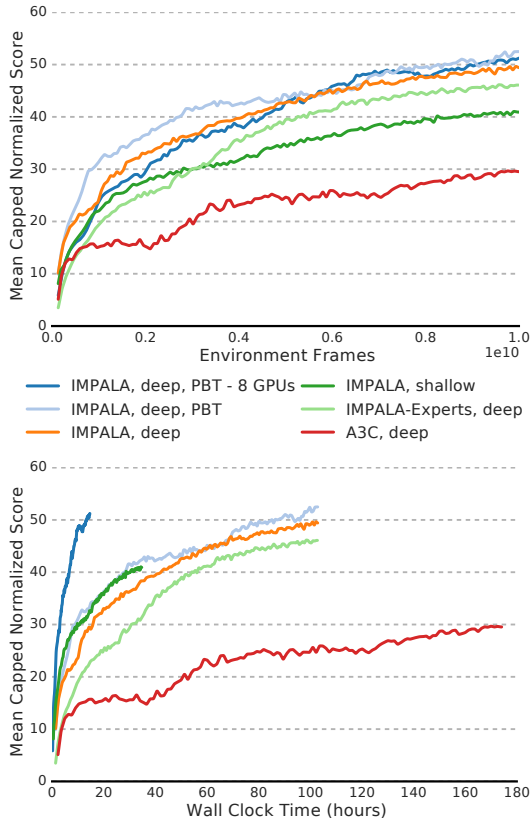 60
50
40
30
20
10
0
Mean Capped Normalized Score
0.0 0.2 0.4 0.6 0.8 1.0
1e10
Environment Frames
IMPALA, deep, PBT - 8 GPUs
IMPALA, deep, PBT
IMPALA, deep
IMPALA, shallow
IMPALA-Experts, deep
A3C, deep
60
50
40
30
20
10
0
Mean Capped Normalized Score
0 20 40 60 80 100 120 140 160 180
Wall Clock Time (hours)